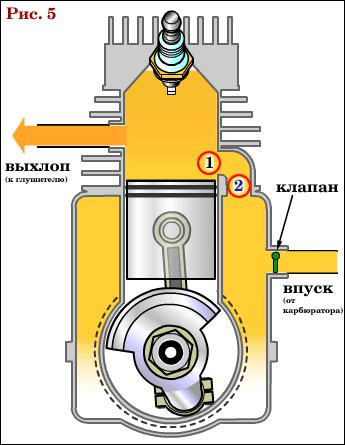 Рис. 5
1
2
выхлоп
(к глушителю)
клапан
впуск
(от
карбюратора)